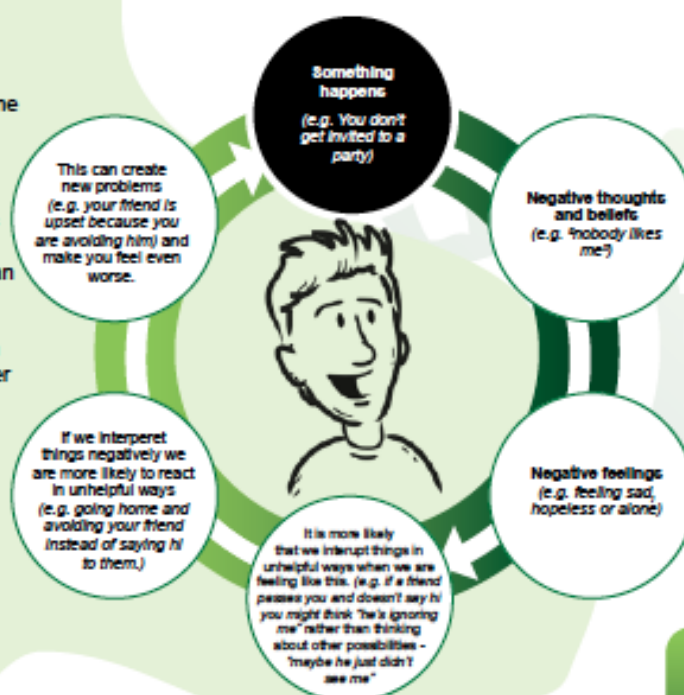 Something
happens
(e.g. You don't
get invited to a
party)
Negative thoughts
and beliefs
(e.g. "nobody likes
me")
Negative feelings
(e.g. feeling sad,
hopeless or alone)
It is more likely
that we interupt things in
unhelpful ways when we are
feeling like this. (e.g. if a friend
passes you and doesn't say hi
you might think "he's ignoring
me" rather than thinking
about other possibilities -
"maybe he just didn't
see me"
If we interperet
things negatively we
are more likely to react
in unhelpful ways
(e.g. going home and
avoiding your friend
instead of saying hi
to them.)
This can create
new problems
(e.g. your friend is
upset because you
are avoiding him) and
make you feel even
worse.